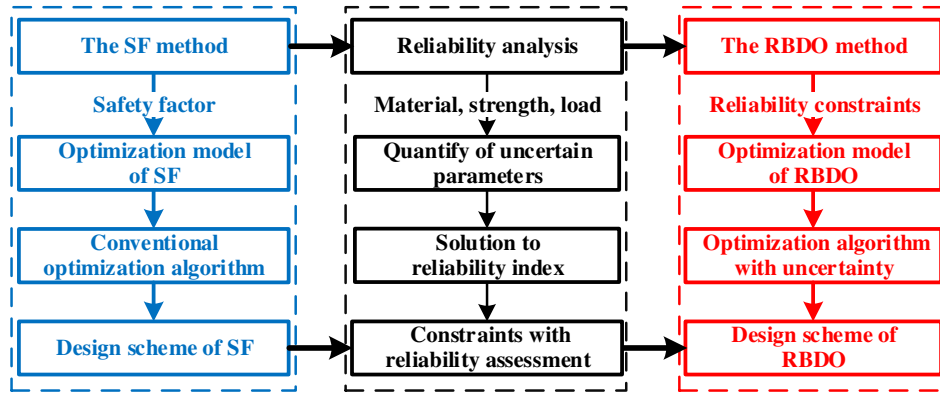 The SF method
Safety factor
Optimization model
of SF
Conventional
optimization algorithm
Design scheme of SF
Reliability analysis
Material, strength, load
Quantify of uncertain
parameters
Solution to
reliability index
Constraints with
reliability assessment
The RBDO method
Reliability constraints
Optimization model
of RBDO
Optimization algorithm
with uncertainty
Design scheme of
RBDO